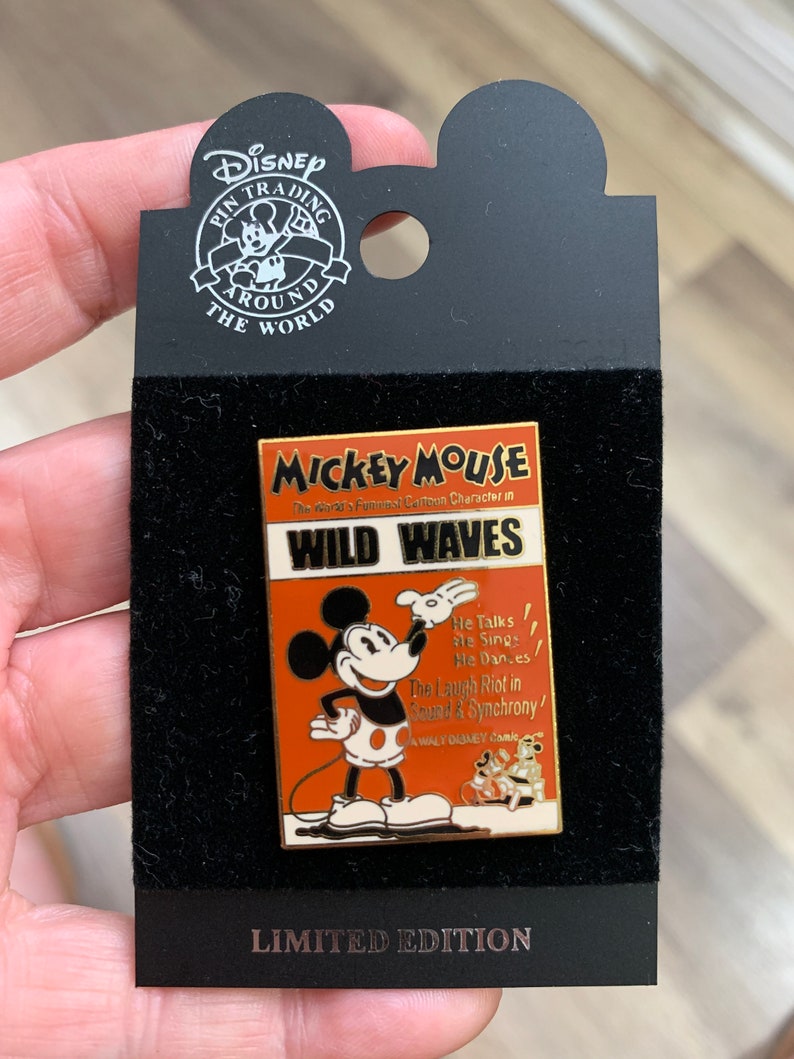 Disney
PIN TRADING
AROUND
THE WORLD
MICKEY MOUSE
The World's Funniest Cartoon Character in
WILD WAVES
He Talks!
He Sings!
He Dances!
The Laugh Riot in
Sound & Synchrony!
A WALT DISNEY Comic
LIMITED EDITION